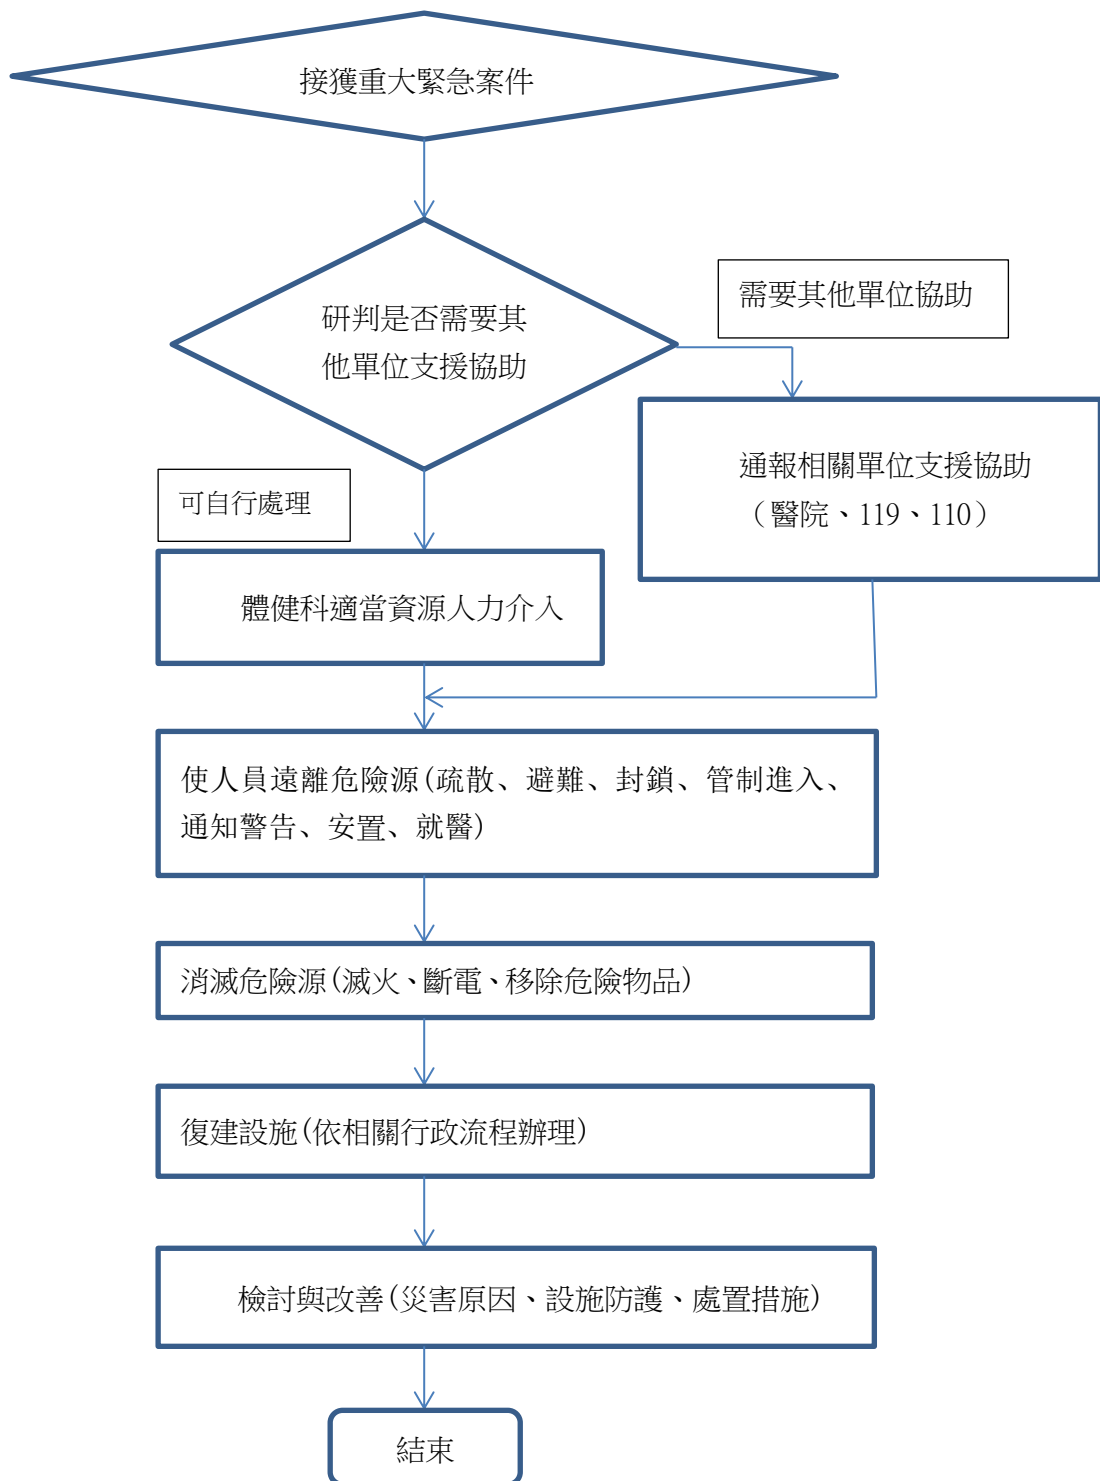 接獲重大緊急案件
研判是否需要其
他單位支援協助
需要其他單位協助
通報相關單位支援協助
（醫院、119、110）
可自行處理
體健科適當資源人力介入
使人員遠離危險源(疏散、避難、封鎖、管制進入、
通知警告、安置、就醫)
消滅危險源(滅火、斷電、移除危險物品)
復建設施(依相關行政流程辦理)
檢討與改善(災害原因、設施防護、處置措施)
結束